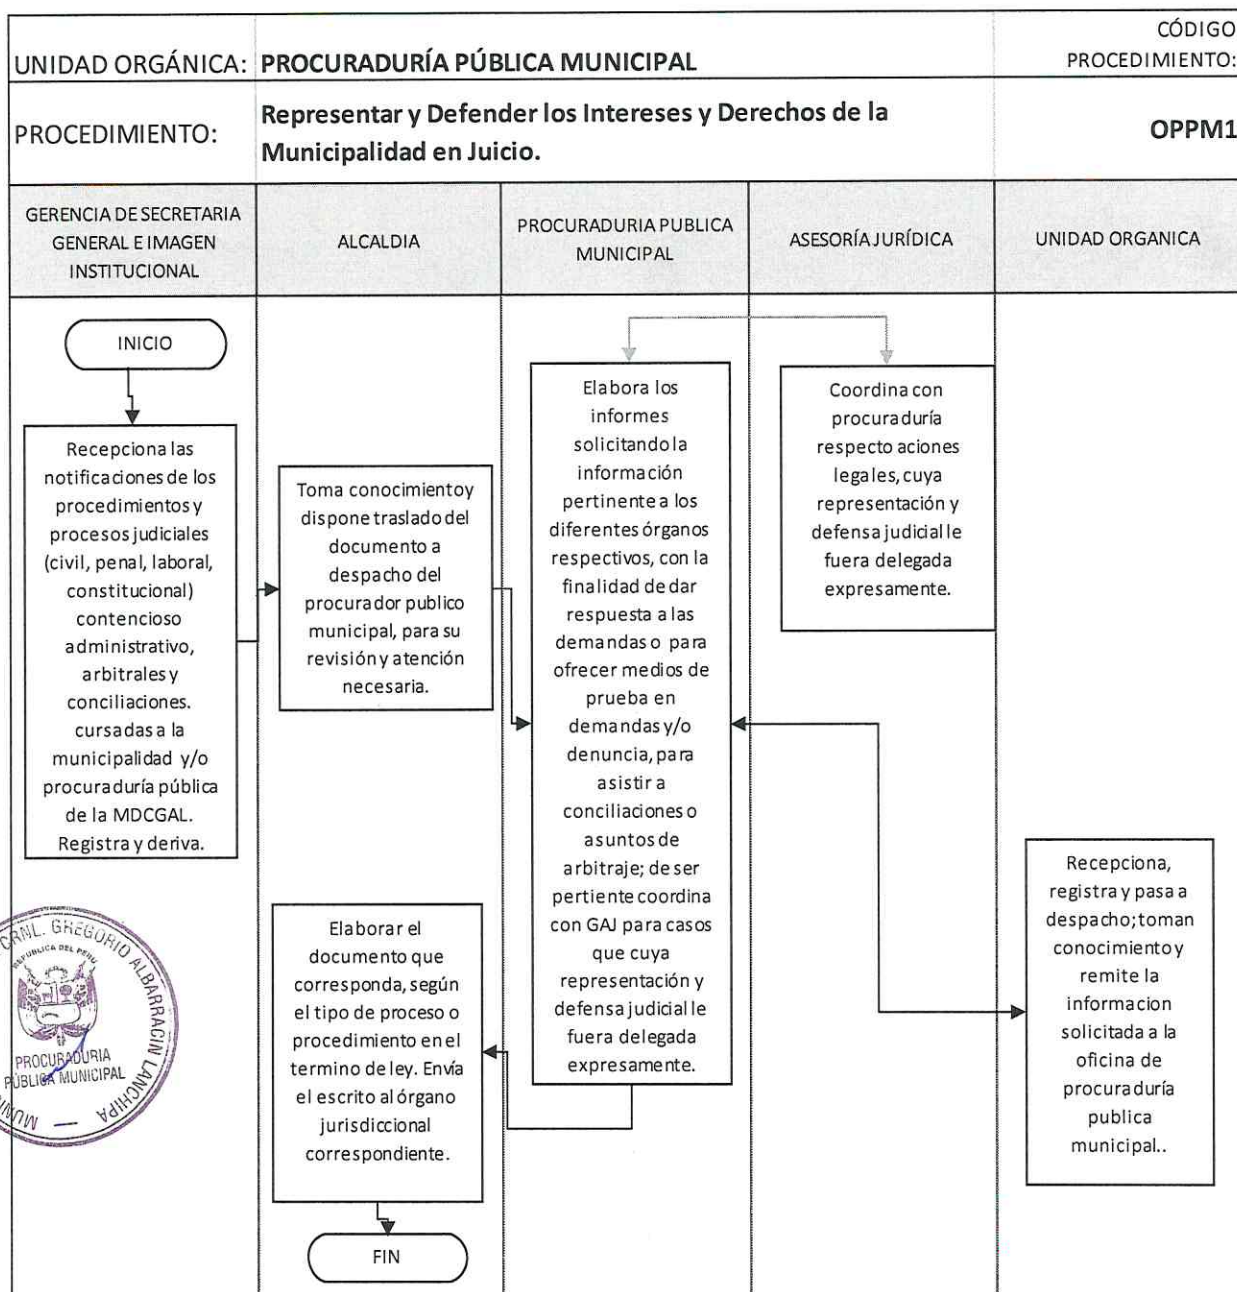 CÓDIGO
UNIDAD ORGÁNICA: PROCURADURÍA PÚBLICA MUNICIPAL
PROCEDIMIENTO:
PROCEDIMIENTO:
Representar y Defender los Intereses y Derechos de la
Municipalidad en Juicio.
OPPM1
GERENCIA DE SECRETARIA
GENERAL E IMAGEN
INSTITUCIONAL
ALCALDIA
PROCURADURIA PUBLICA
MUNICIPAL
ASESORÍA JURÍDICA
UNIDAD ORGANICA
INICIO
Recepciona las
notificaciones de los
procedimientos y
procesos judiciales
(civil, penal, laboral,
constitucional)
contencioso
administrativo,
arbitrales y
conciliaciones.
cursadas a la
municipalidad y/o
procuraduría pública
de la MDCGAL.
Registra y deriva.
Toma conocimiento y
dispone traslado del
documento a
despacho del
procurador publico
municipal, para su
revisión y atención
necesaria.
Elabora los
informes
solicitando la
información
pertinente a los
diferentes órganos
respectivos, con la
finalidad de dar
respuesta a las
demandas o para
ofrecer medios de
prueba en
demandas y/o
denuncia, para
asistir a
conciliaciones o
asuntos de
arbitraje; de ser
pertiente coordina
con GAJ para casos
que cuya
representación y
defensa judicial le
fuera delegada
expresamente.
Coordina con
procuraduría
respecto acciones
legales, cuya
representación y
defensa judicial le
fuera delegada
expresamente.
Recepciona,
registra y pasa a
despacho; toman
conocimiento y
remite la
informacion
solicitada a la
oficina de
procuraduría
publica
municipal..
Elaborar el
documento que
corresponda, según
el tipo de proceso o
procedimiento en el
termino de ley. Envía
el escrito al órgano
jurisdiccional
correspondiente.
FIN
CRNL. GREGORIO ALBARRACIN LANCHIPA
REPUBLICA DEL PERU
PROCURADURIA
PÚBLICA MUNICIPAL